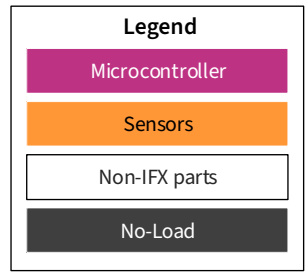 Legend
Microcontroller
Sensors
Non-IFX parts
No-Load